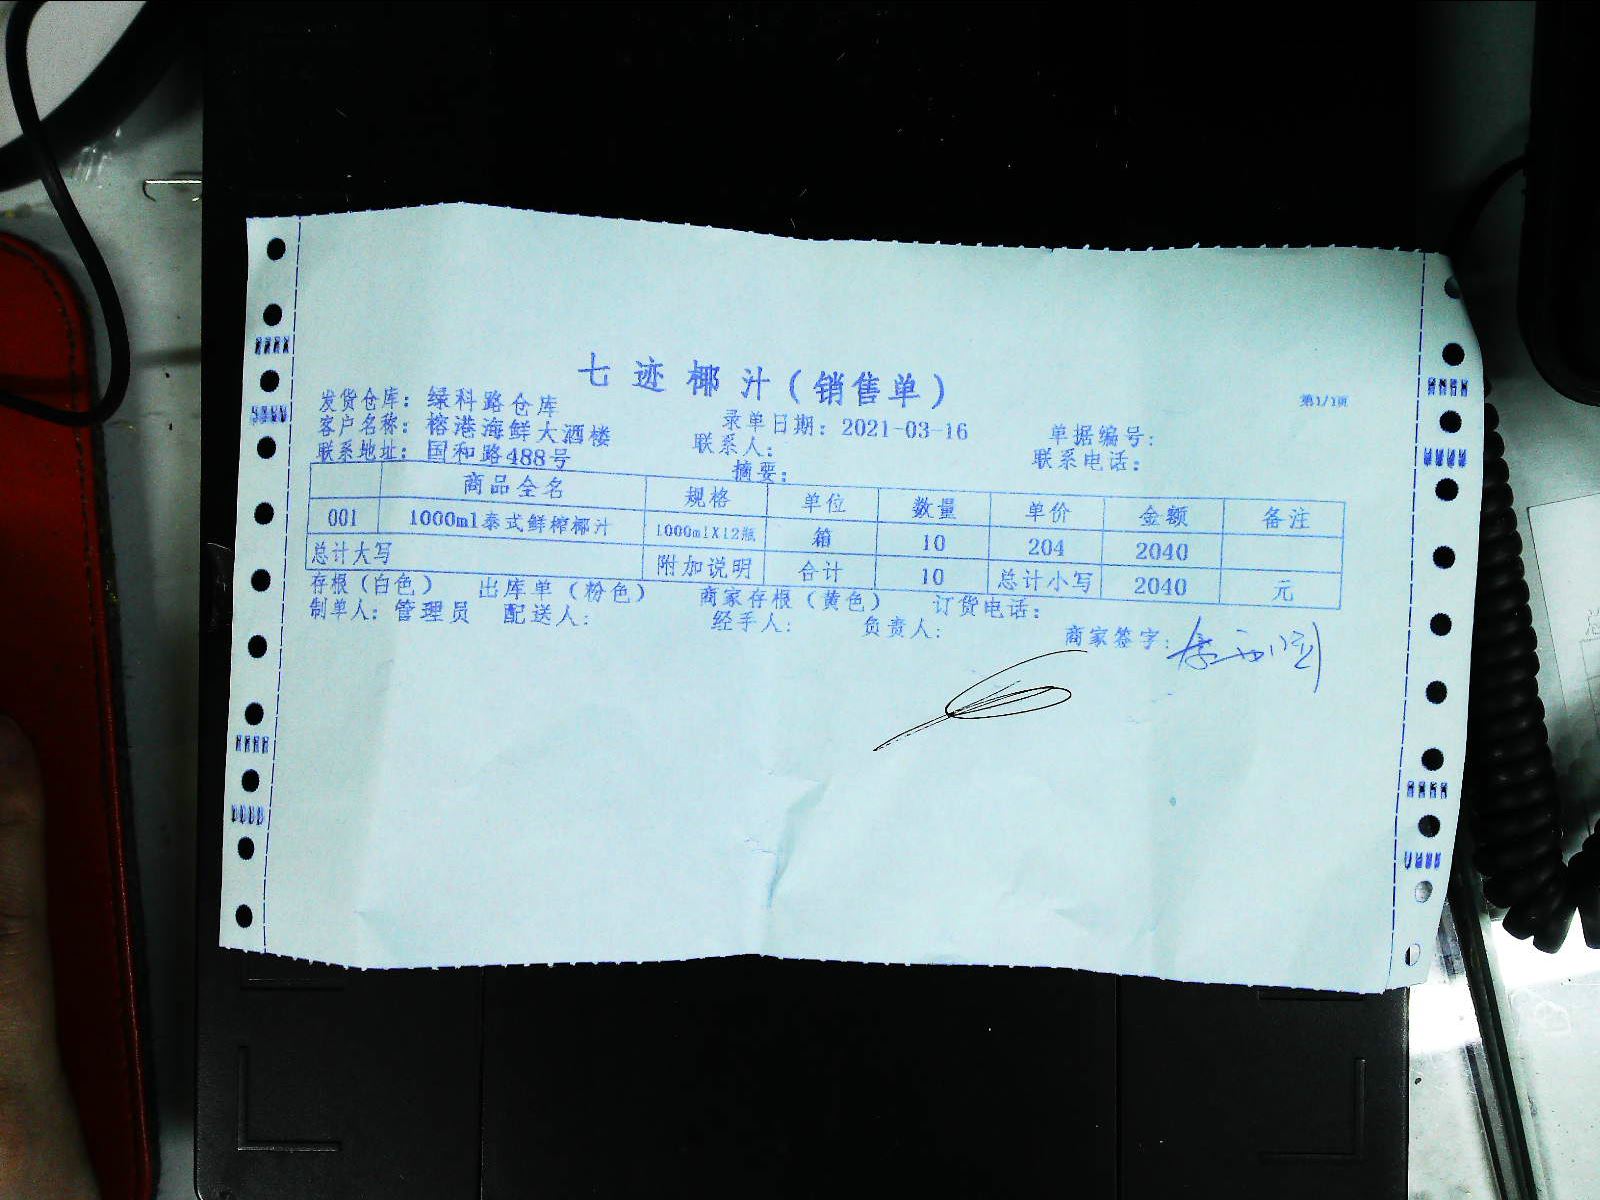 七迹椰汁(销售单)
第1/1页
发货仓库：绿科路仓库
客户名称：榕港海鲜大酒楼 录单日期：2021-03-16 单据编号：
联系地址：国和路488号 联系人： 联系电话：
摘要：
商品全名 规格 单位 数量 单价 金额 备注
001 1000ml泰式鲜榨椰汁 1000mlX12瓶 箱 10 204 2040
总计大写 附加说明 合计 10 总计小写 2040 元
存根（白色） 出库单（粉色） 商家存根（黄色） 订货电话：
制单人：管理员 配送人： 经手人： 负责人： 商家签字：